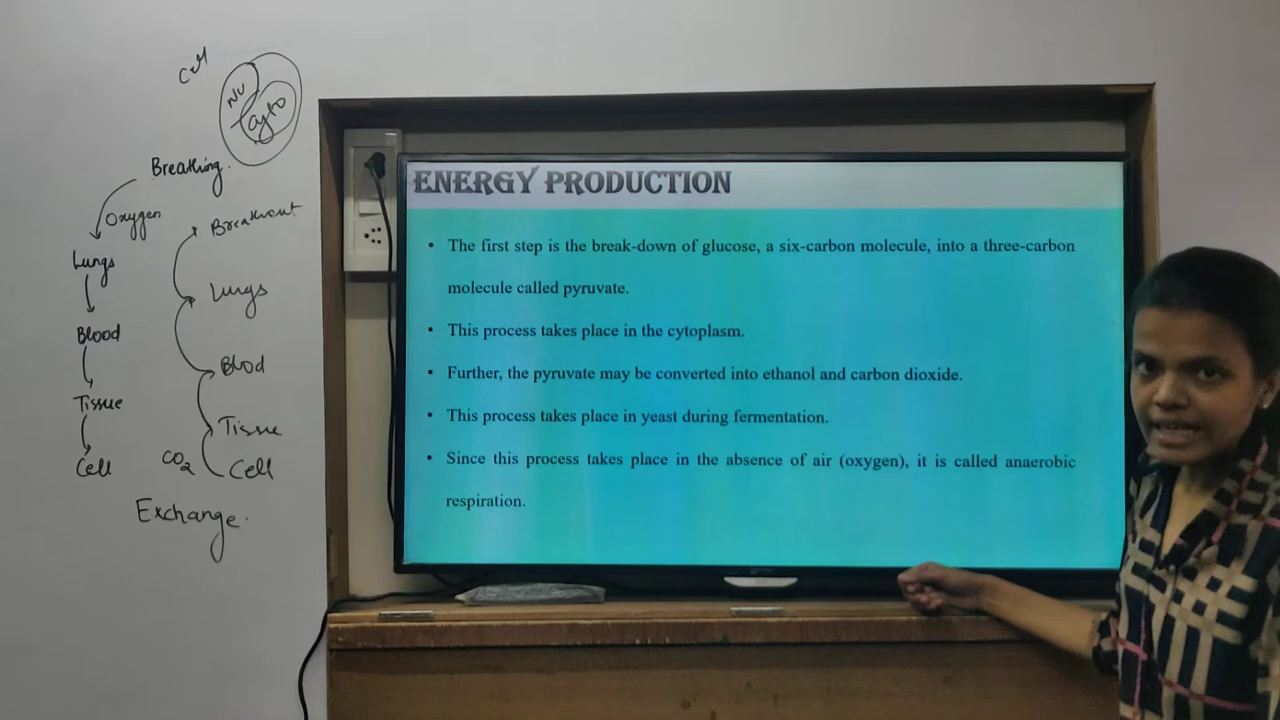 Cell
Nu
Cyto
Breathing.
Oxygen
Lungs
Blood
Tissue
Cell
Breathout
Lungs
Blood
Tissue
CO2 Cell
Exchange.
ENERGY PRODUCTION
• The first step is the break-down of glucose, a six-carbon molecule, into a three-carbon
molecule called pyruvate.
• This process takes place in the cytoplasm.
• Further, the pyruvate may be converted into ethanol and carbon dioxide.
• This process takes place in yeast during fermentation.
• Since this process takes place in the absence of air (oxygen), it is called anaerobic
respiration.